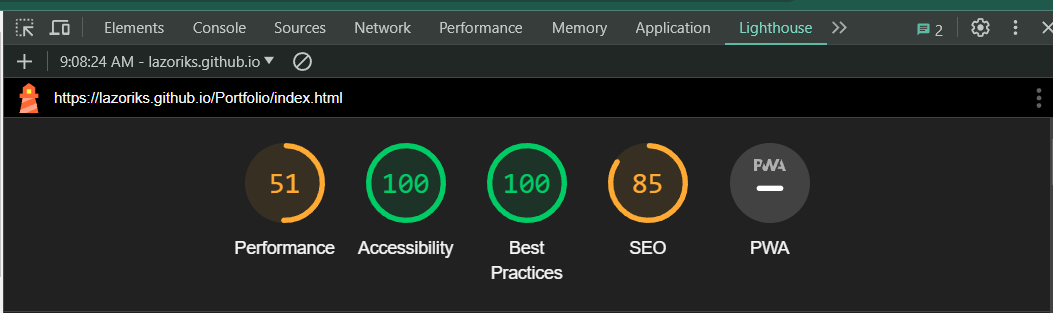 Elements Console Sources Network Performance Memory Application Lighthouse 2
9:08:24 AM - lazoriks.github.io
https://lazoriks.github.io/Portfolio/index.html
51 100 100 85 PWA
Performance Accessibility Best Practices SEO PWA